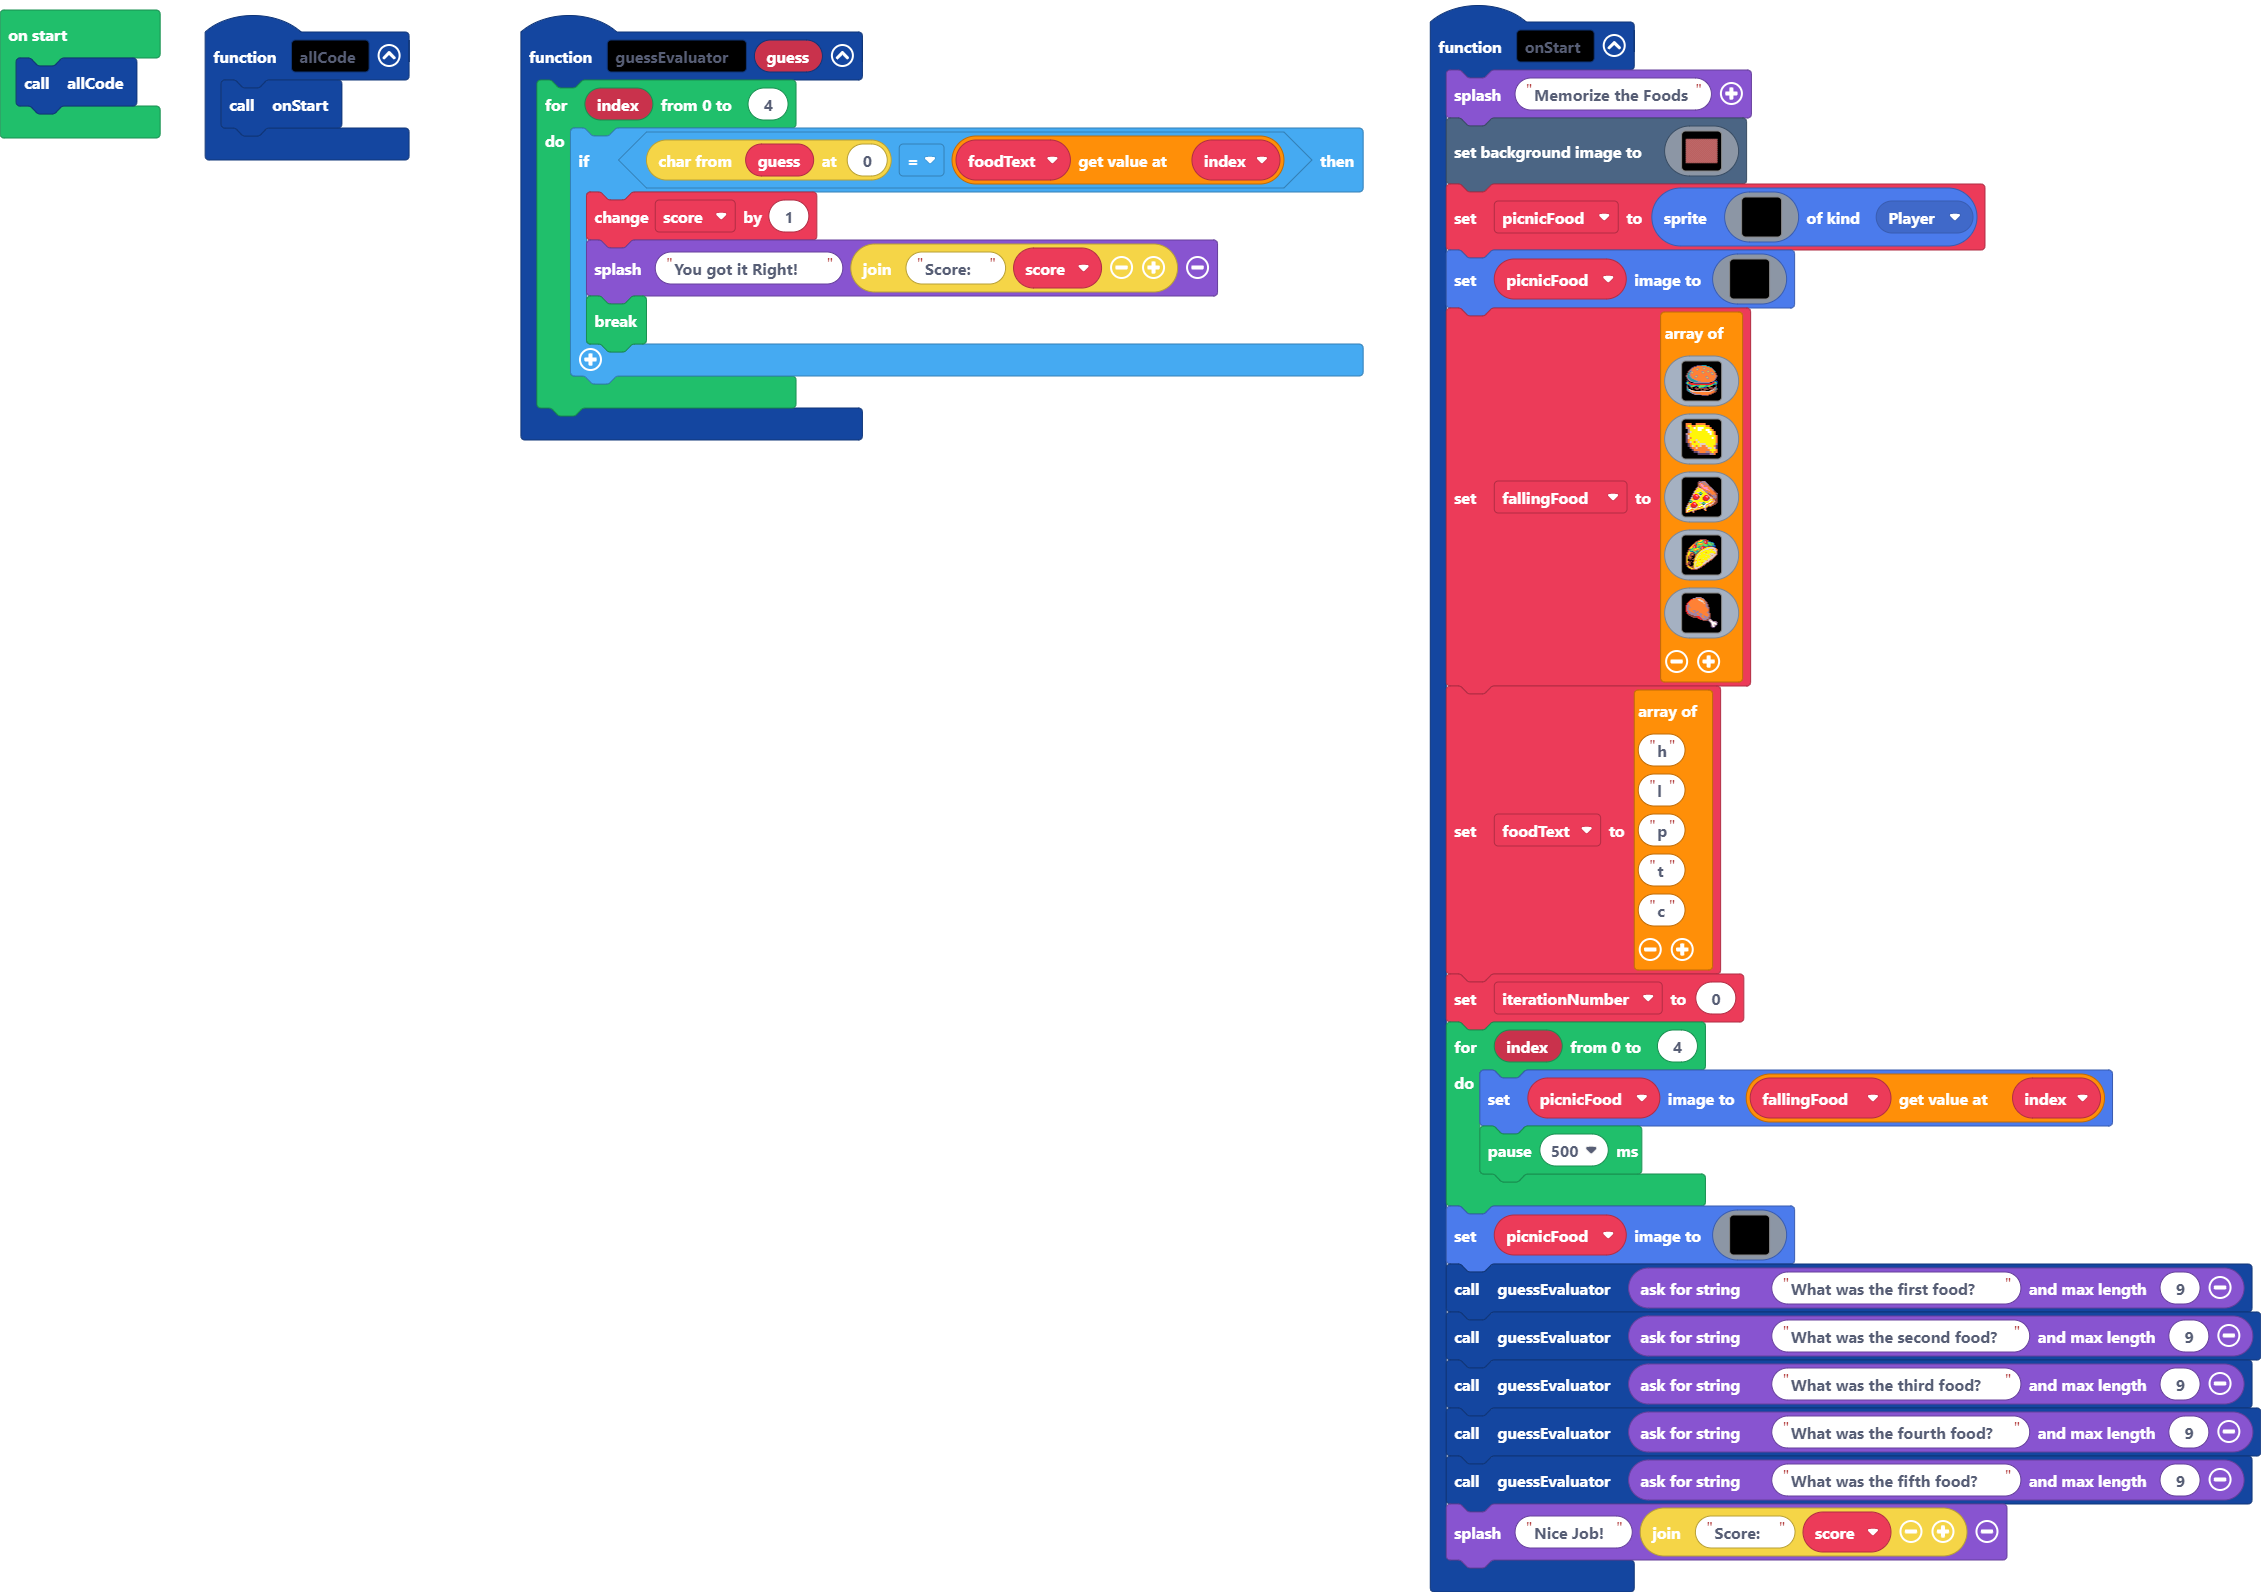 on start
call allCode
function allCode
call onStart
function guessEvaluator guess
for index from 0 to 4
do
if char from guess at 0 = foodText get value at index then
change score by 1
splash "You got it Right!" join "Score: " score
break
function onStart
splash "Memorize the Foods"
set background image to
set picnicFood to sprite of kind Player
set picnicFood image to
set fallingFood to array of
set foodText to array of
"h"
"l"
"p"
"t"
"c"
set iterationNumber to 0
for index from 0 to 4
do
set picnicFood image to fallingFood get value at index
pause 500 ms
set picnicFood image to
call guessEvaluator ask for string "What was the first food?" and max length 9
call guessEvaluator ask for string "What was the second food?" and max length 9
call guessEvaluator ask for string "What was the third food?" and max length 9
call guessEvaluator ask for string "What was the fourth food?" and max length 9
call guessEvaluator ask for string "What was the fifth food?" and max length 9
splash "Nice Job!" join "Score: " score